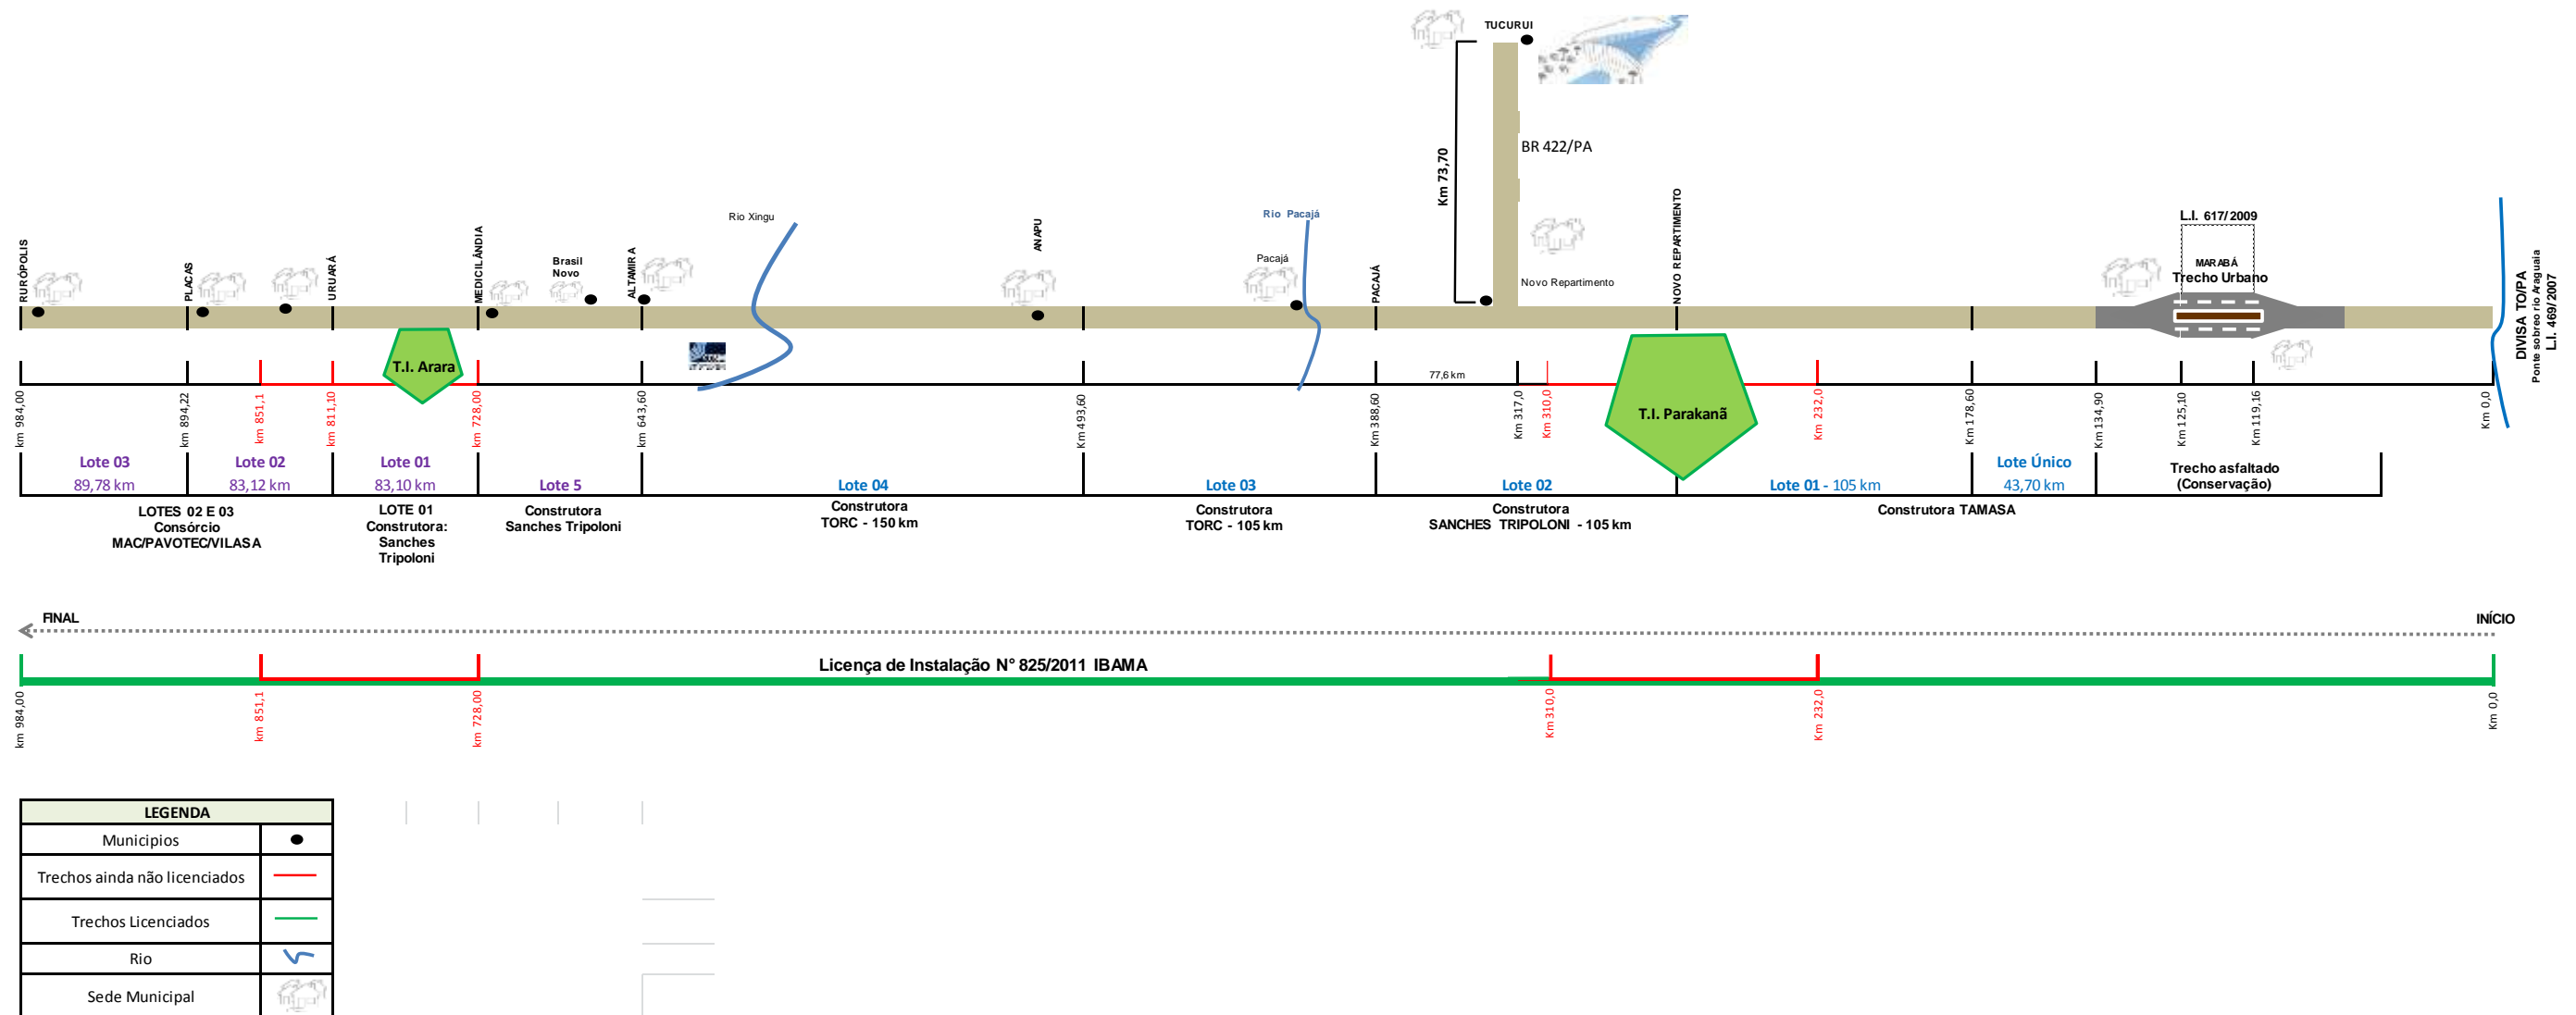 TUCURUI
Km 73,70
BR 422/PA
Novo Repartimento
RURÓPOLIS
PLACAS
URUARÁ
MEDICILÂNDIA
Brasil
Novo
ALTAMIRA
Rio Xingu
ANAPU
Rio Pacajá
Pacajá
PACAJÁ
NOVO REPARTIMENTO
L.I. 617/2009
MARABÁ
Trecho Urbano
DIVISA TO/PA
Ponte sobre o rio Araguaia
L.I. 469/2007
T.I. Arara
T.I. Parakanã
77,6 km
km 984,00
km 894,22
km 851,1
km 811,10
km 728,00
km 643,60
Km 493,60
Km 388,60
Km 317,0
Km 310,0
Km 232,0
Km 178,60
Km 134,90
Km 125,10
Km 119,16
Km 0,0
Lote 03
89,78 km
Lote 02
83,12 km
Lote 01
83,10 km
Lote 5
Lote 04
Lote 03
Lote 02
Lote 01 - 105 km
Lote Único
43,70 km
Trecho asfaltado
(Conservação)
LOTES 02 E 03
Consórcio
MAC/PAVOTEC/VILASA
LOTE 01
Construtora:
Sanches
Tripoloni
Construtora
Sanches Tripoloni
Construtora
TORC - 150 km
Construtora
TORC - 105 km
Construtora
SANCHES TRIPOLONI - 105 km
Construtora TAMASA
FINAL
INÍCIO
Licença de Instalação N° 825/2011 IBAMA
km 984,00
km 851,1
km 728,00
Km 310,0
Km 232,0
Km 0,0
LEGENDA
Municipios
Trechos ainda não licenciados
Trechos Licenciados
Rio
Sede Municipal